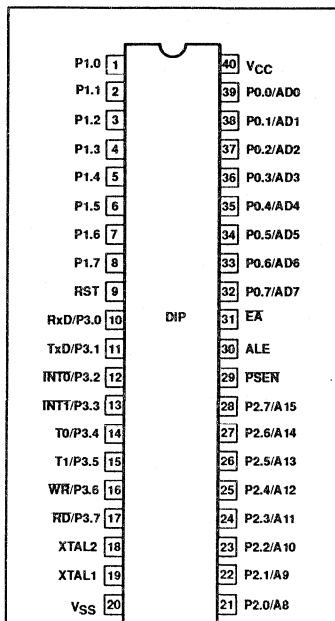 P1.0 1 40 VCC
P1.1 2 39 P0.0/AD0
P1.2 3 38 P0.1/AD1
P1.3 4 37 P0.2/AD2
P1.4 5 36 P0.3/AD3
P1.5 6 35 P0.4/AD4
P1.6 7 34 P0.5/AD5
P1.7 8 33 P0.6/AD6
RST 9 32 P0.7/AD7
DIP
RxD/P3.0 10 31 E̅A̅
TxD/P3.1 11 30 ALE
I̅N̅T̅0̅/P3.2 12 29 P̅S̅E̅N̅
I̅N̅T̅1̅/P3.3 13 28 P2.7/A15
T0/P3.4 14 27 P2.6/A14
T1/P3.5 15 26 P2.5/A13
W̅R̅/P3.6 16 25 P2.4/A12
R̅D̅/P3.7 17 24 P2.3/A11
XTAL2 18 23 P2.2/A10
XTAL1 19 22 P2.1/A9
VSS 20 21 P2.0/A8